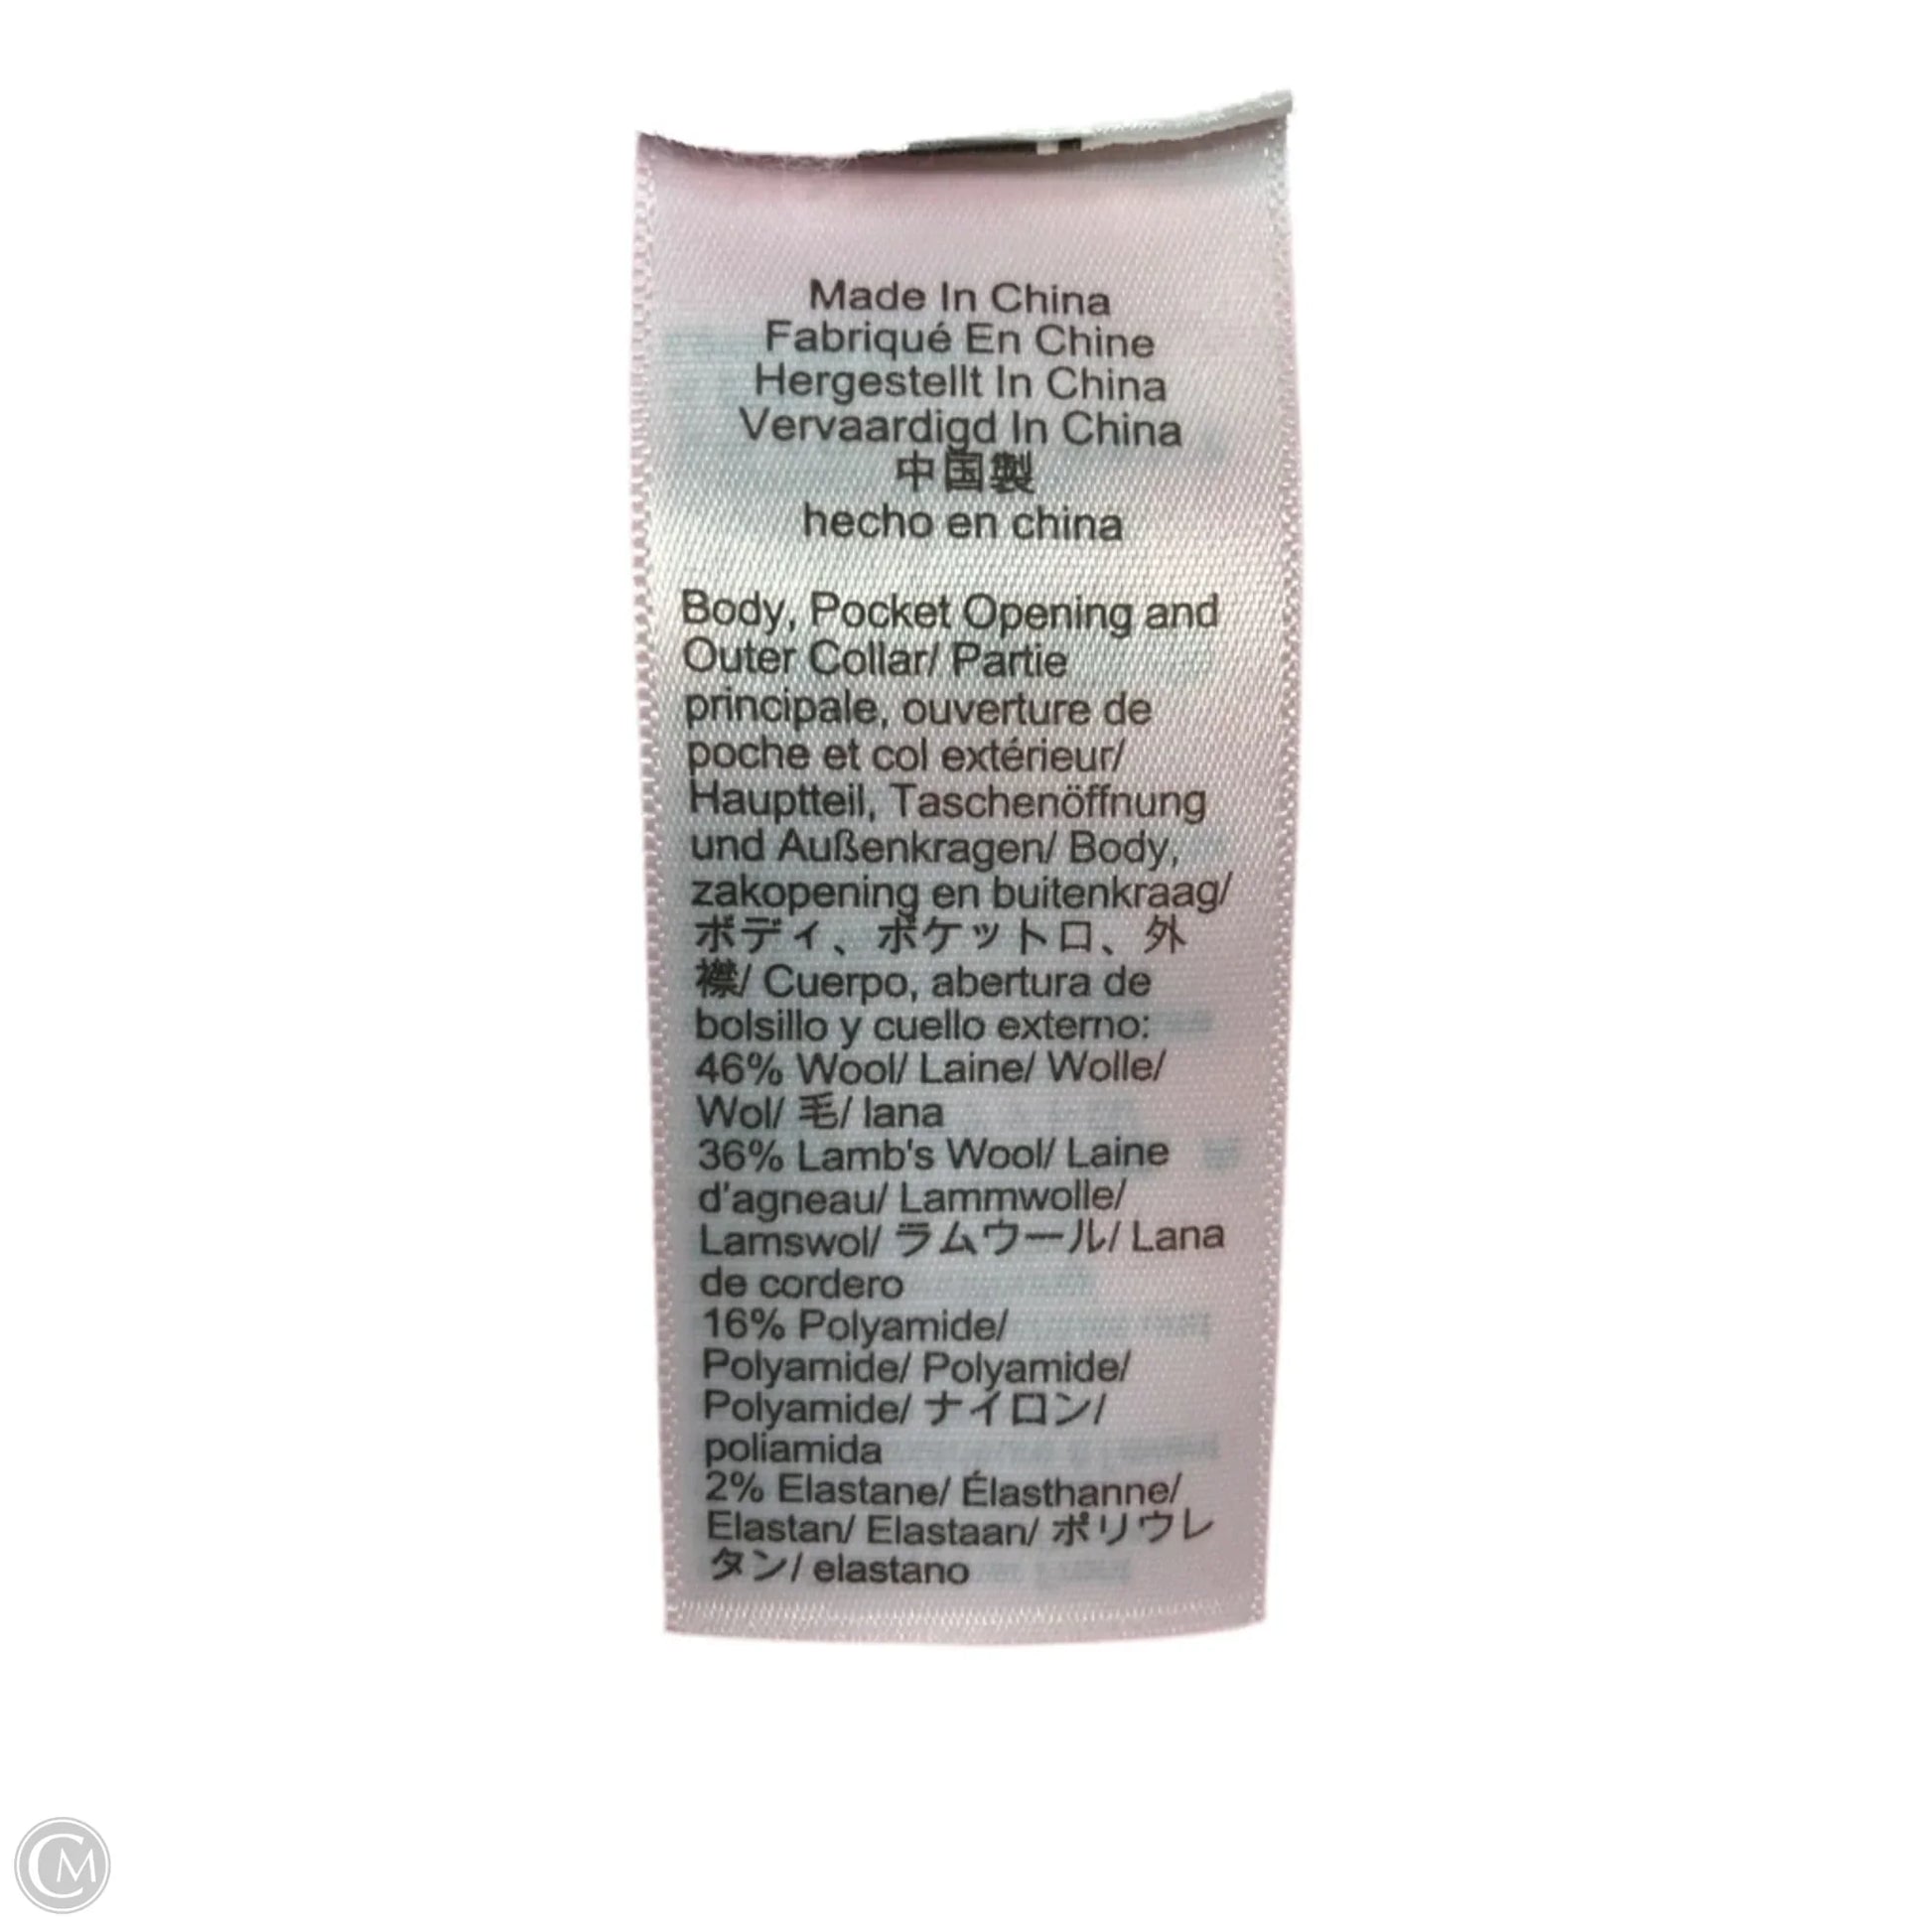 Made In China
Fabriqué En Chine
Hergestellt In China
Vervaardigd In China
中国製
hecho en china
Body, Pocket Opening and
Outer Collar/ Partie
principale, ouverture de
poche et col extérieur/
Hauptteil, Taschenöffnung
und Außenkragen/ Body,
zakopening en buitenkraag/
ボディ、ポケット口、外
襟/ Cuerpo, abertura de
bolsillo y cuello externo:
46% Wool/ Laine/ Wolle/
Wol/ 毛/ lana
36% Lamb's Wool/ Laine
d'agneau/ Lammwolle/
Lamswol/ ラムウール/ Lana
de cordero
16% Polyamide/
Polyamide/ Polyamide/
Polyamide/ ナイロン/
poliamida
2% Elastane/ Élasthanne/
Elastan/ Elastaan/ ポリウレ
タン/ elastano
CM